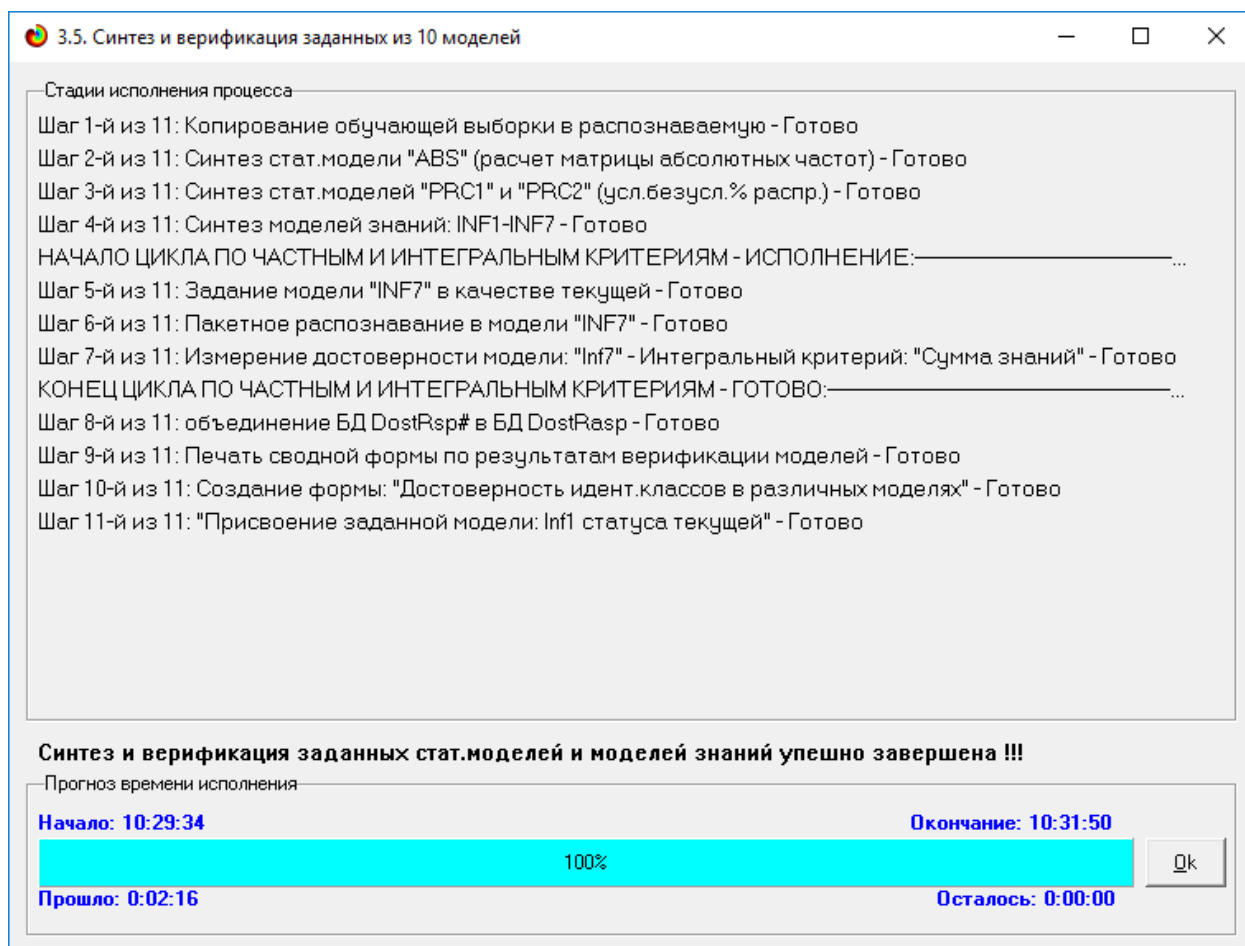 3.5. Синтез и верификация заданных из 10 моделей
Стадии исполнения процесса
Шаг 1-й из 11: Копирование обучающей выборки в распознаваемую - Готово
Шаг 2-й из 11: Синтез стат.модели "ABS" (расчет матрицы абсолютных частот) - Готово
Шаг 3-й из 11: Синтез стат.моделей "PRC1" и "PRC2" (усл.безусл.% распр.) - Готово
Шаг 4-й из 11: Синтез моделей знаний: INF1-INF7 - Готово
НАЧАЛО ЦИКЛА ПО ЧАСТНЫМ И ИНТЕГРАЛЬНЫМ КРИТЕРИЯМ - ИСПОЛНЕНИЕ:────────────...
Шаг 5-й из 11: Задание модели "INF7" в качестве текущей - Готово
Шаг 6-й из 11: Пакетное распознавание в модели "INF7" - Готово
Шаг 7-й из 11: Измерение достоверности модели: "Inf7" - Интегральный критерий: "Сумма знаний" - Готово
КОНЕЦ ЦИКЛА ПО ЧАСТНЫМ И ИНТЕГРАЛЬНЫМ КРИТЕРИЯМ - ГОТОВО:────────────────...
Шаг 8-й из 11: объединение БД DostRsp# в БД DostRasp - Готово
Шаг 9-й из 11: Печать сводной формы по результатам верификации моделей - Готово
Шаг 10-й из 11: Создание формы: "Достоверность идент.классов в различных моделях" - Готово
Шаг 11-й из 11: "Присвоение заданной модели: Inf1 статуса текущей" - Готово
Синтез и верификация заданных стат.моделей и моделей знаний упешно завершена !!!
Прогноз времени исполнения
Начало: 10:29:34 Окончание: 10:31:50
100% Ok
Прошло: 0:02:16 Осталось: 0:00:00